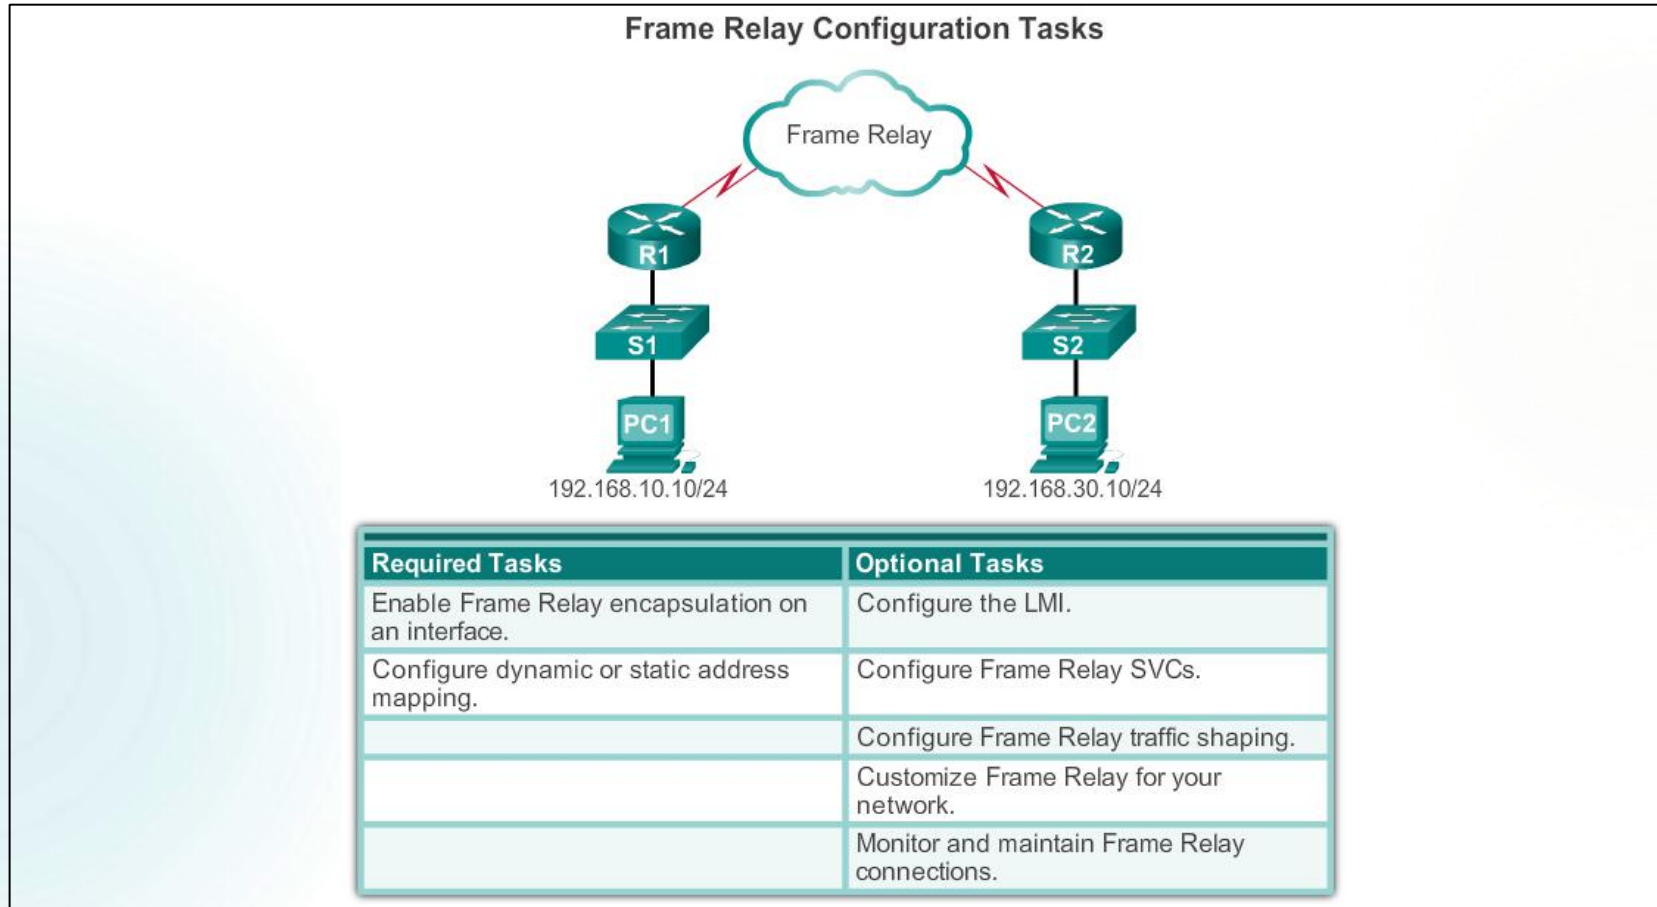 Frame Relay Configuration Tasks
Frame Relay
R1
R2
S1
S2
PC1
PC2
192.168.10.10/24
192.168.30.10/24
Required Tasks
Optional Tasks
Enable Frame Relay encapsulation on
an interface.
Configure the LMI.
Configure dynamic or static address
mapping.
Configure Frame Relay SVCs.
Configure Frame Relay traffic shaping.
Customize Frame Relay for your
network.
Monitor and maintain Frame Relay
connections.